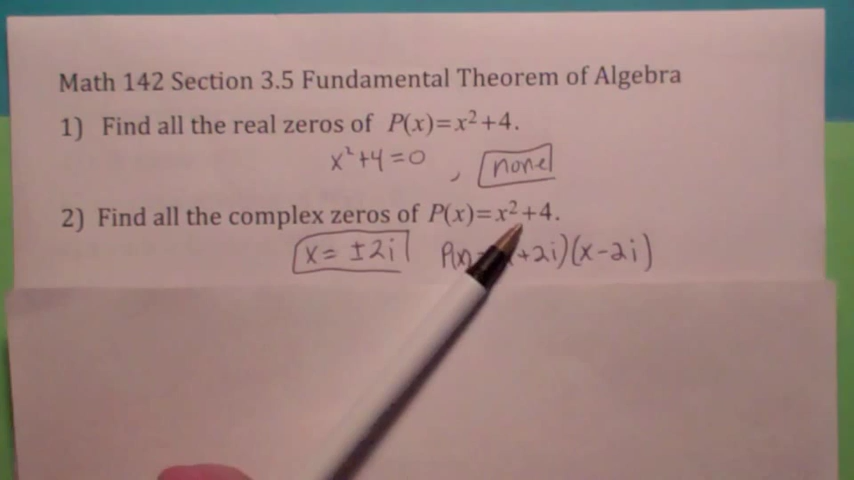 Math 142 Section 3.5 Fundamental Theorem of Algebra
1) Find all the real zeros of P(x)=x²+4.
x²+4=0 , none
2) Find all the complex zeros of P(x)=x²+4.
x= ±2i P(x)= +2i)(x-2i)